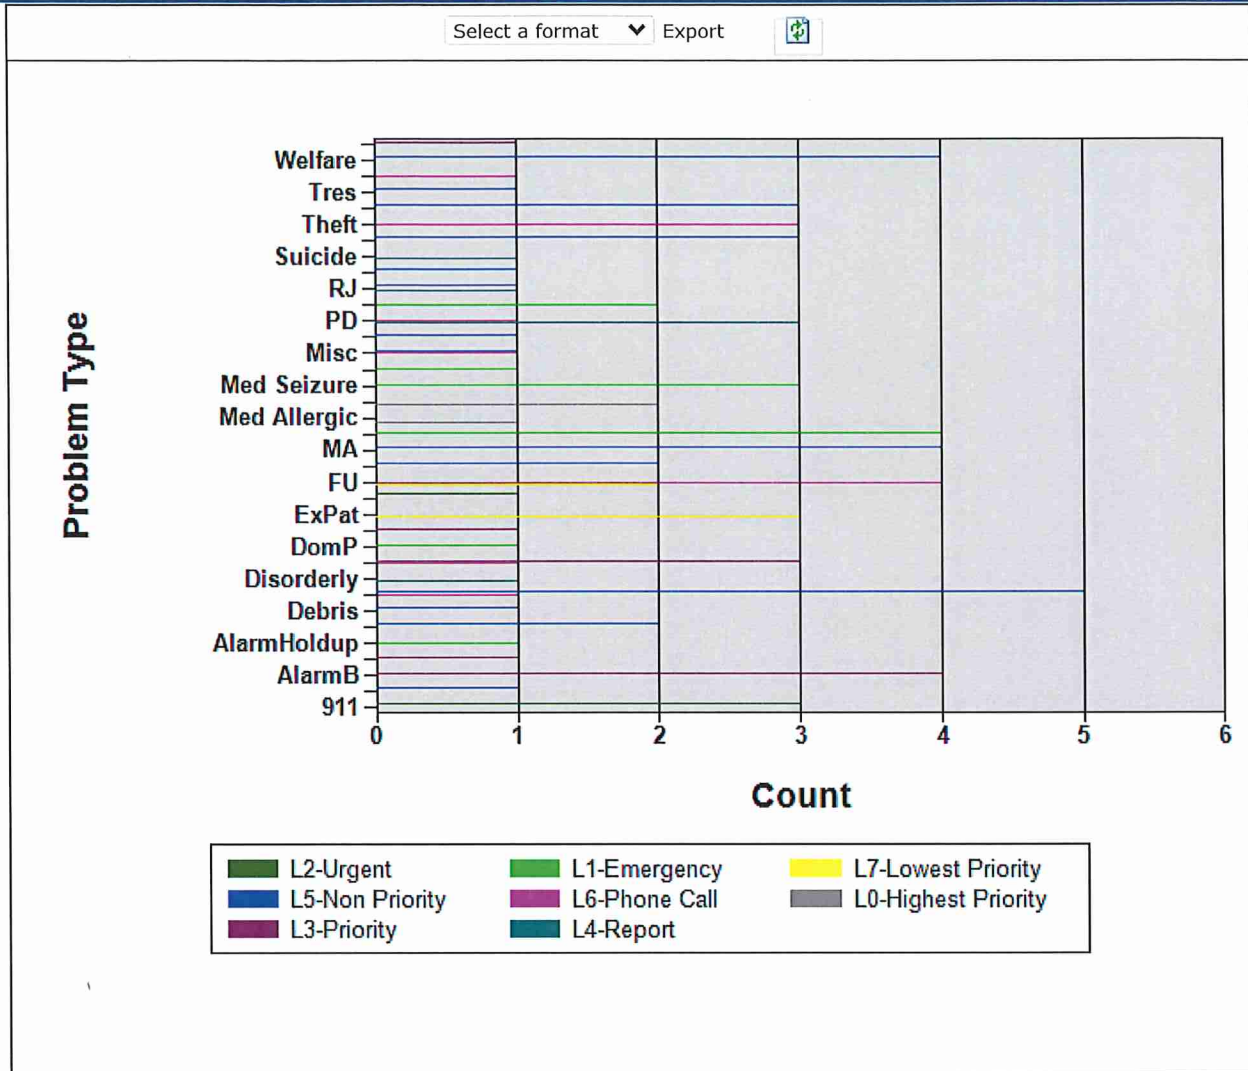 Select a format Export
Welfare
Tres
Theft
Suicide
RJ
PD
Misc
Med Seizure
Med Allergic
MA
FU
ExPat
DomP
Disorderly
Debris
AlarmHoldup
AlarmB
911
Problem Type
0 1 2 3 4 5 6
Count
L2-Urgent L1-Emergency L7-Lowest Priority
L5-Non Priority L6-Phone Call L0-Highest Priority
L3-Priority L4-Report